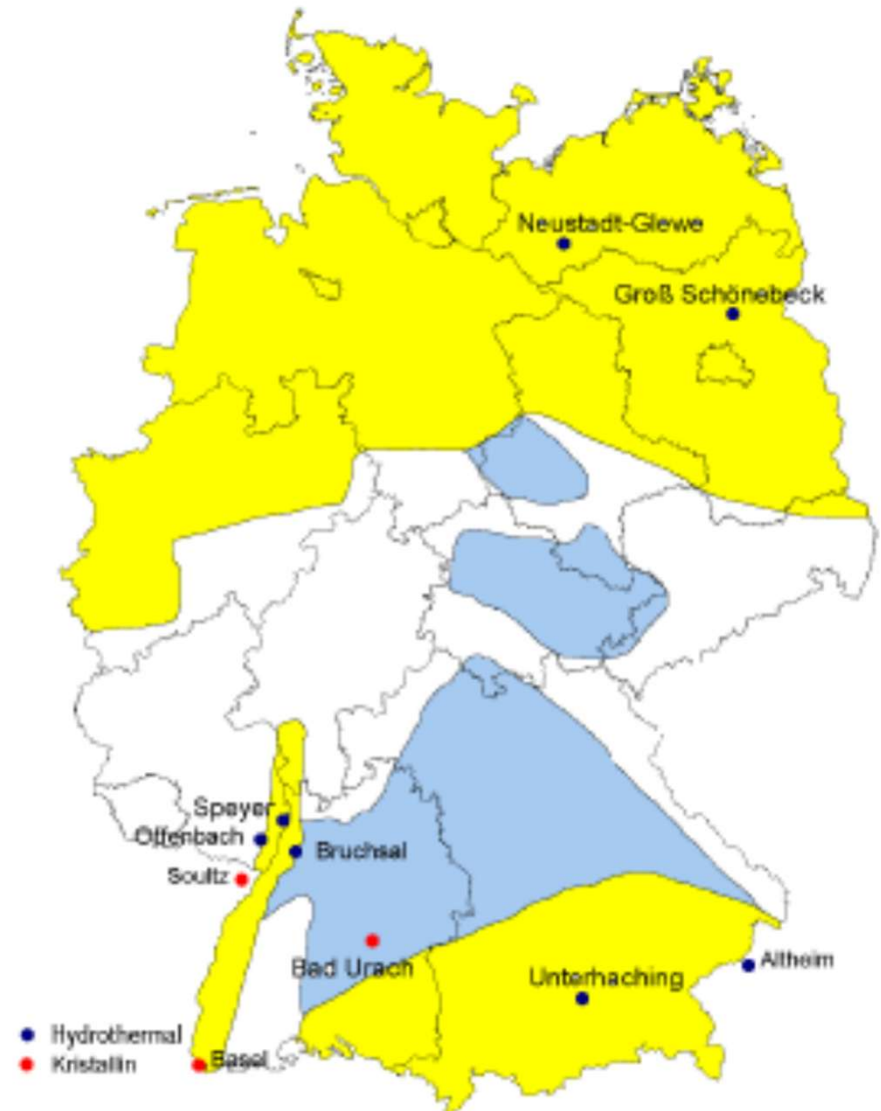 Neustadt-Glewe
Groß Schönebeck
Speyer
Offenbach
Bruchsal
Soultz
Bad Urach
Unterhaching
Altheim
Hydrothermal
Kristallin
Basel